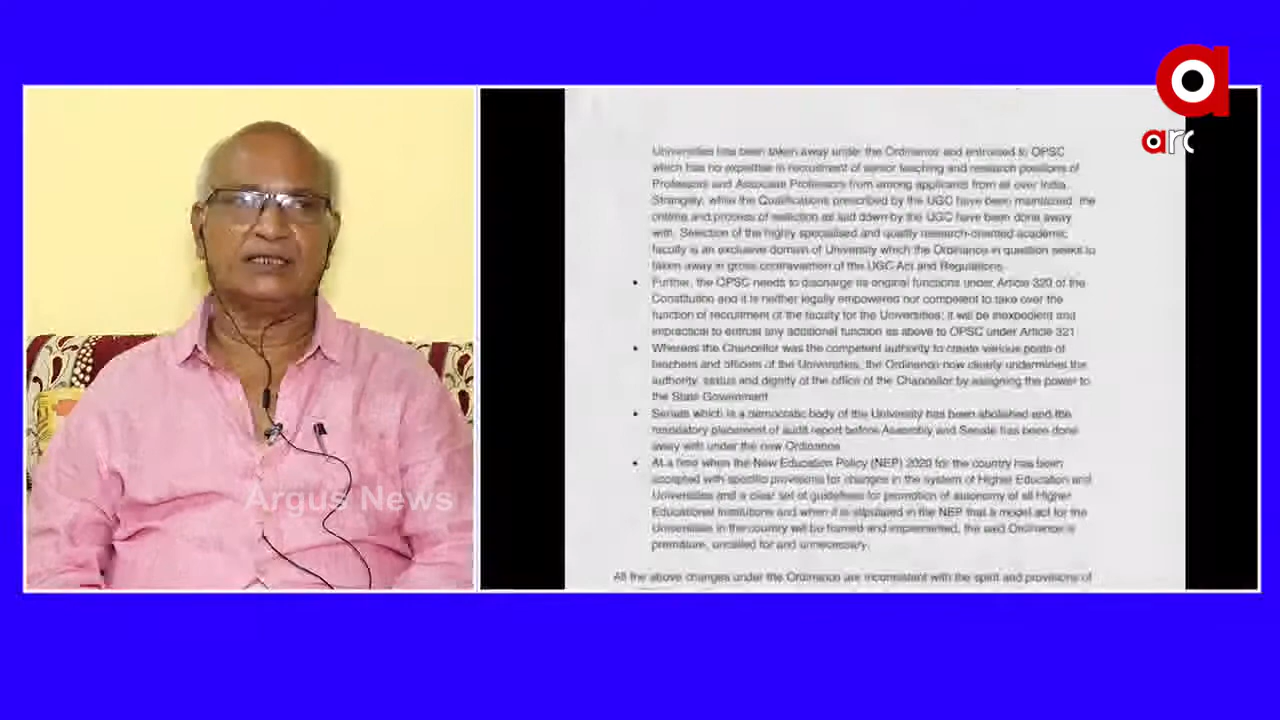 a
arc
Argus News
Universities has been taken away under the Ordinance and entrusted to OPSC
which has no expertise in recruitment of senior teaching and research positions of
Professors and Associate Professors from among applicants from all over India.
Strangely, while the Qualifications prescribed by the UGC have been maintained, the
criteria and process of selection as laid down by the UGC have been done away
with. Selection of the highly specialised and quality research-oriented academic
faculty is an exclusive domain of University which the Ordinance in question seeks to
taken away in gross contravention of the UGC Act and Regulations.
• Further, the OPSC needs to discharge its original functions under Article 320 of the
Constitution and it is neither legally empowered nor competent to take over the
function of recruitment of the faculty for the Universities; it will be inexpedient and
impractical to entrust any additional function as above to OPSC under Article 321.
• Whereas the Chancellor was the competent authority to create various posts of
teachers and officers of the Universities, the Ordinance now clearly undermines the
authority, status and dignity of the office of the Chancellor by assigning the power to
the State Government.
• Senate which is a democratic body of the University has been abolished and the
mandatory placement of audit report before Assembly and Senate has been done
away with under the new Ordinance.
• At a time when the New Education Policy (NEP) 2020 for the country has been
accepted with specific provisions for changes in the system of Higher Education and
Universities and a clear set of guidelines for promotion of autonomy of all Higher
Educational Institutions and when it is stipulated in the NEP that a model act for the
Universities in the country will be framed and implemented, the said Ordinance is
premature, uncalled for and unnecessary.
All the above changes under the Ordinance are inconsistent with the spirit and provisions of